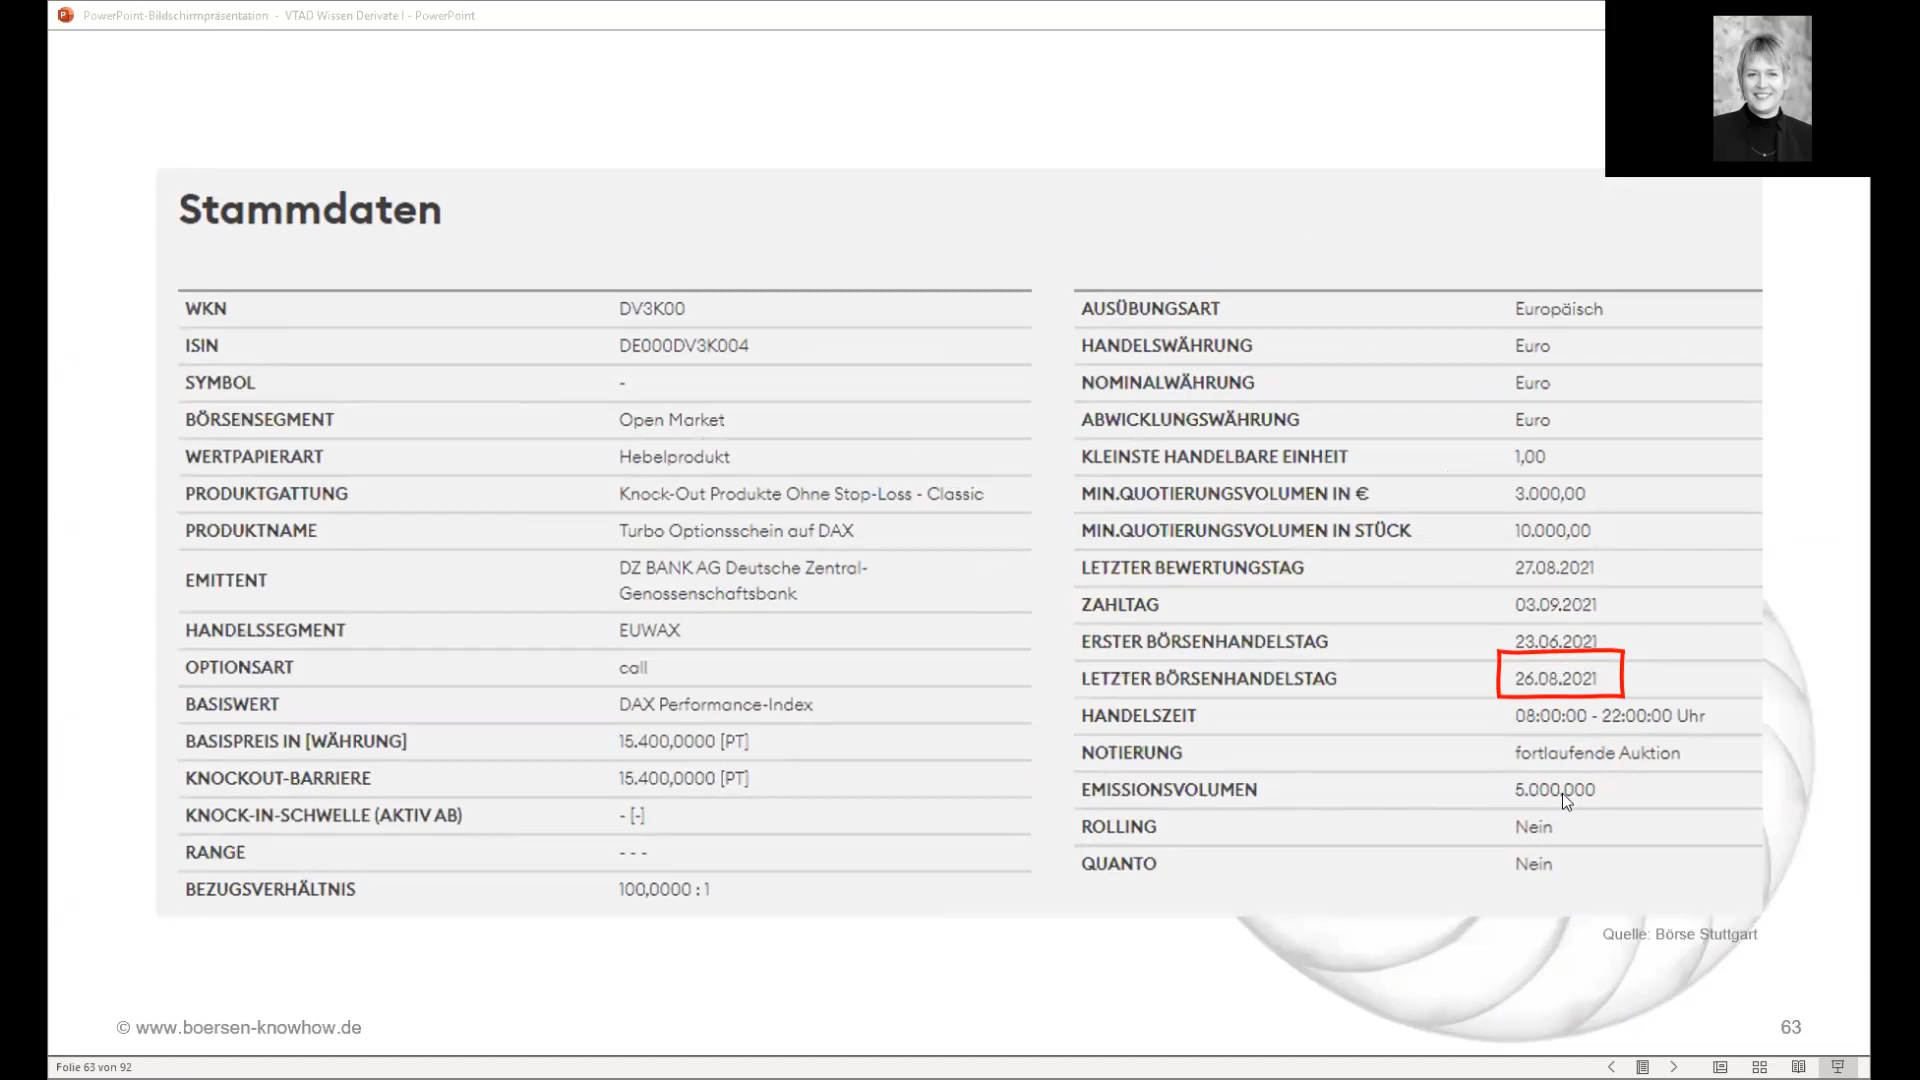 PowerPoint-Bildschirmpräsentation - VTAD Wissen Derivate I - PowerPoint
Stammdaten
WKN DV3K00
ISIN DE000DV3K004
SYMBOL -
BÖRSENSEGMENT Open Market
WERTPAPIERART Hebelprodukt
PRODUKTGATTUNG Knock-Out Produkte Ohne Stop-Loss - Classic
PRODUKTNAME Turbo Optionsschein auf DAX
EMITTENT DZ BANK AG Deutsche Zentral-
Genossenschaftsbank
HANDELSSEGMENT EUWAX
OPTIONSART call
BASISWERT DAX Performance-Index
BASISPREIS IN [WÄHRUNG] 15.400,0000 [PT]
KNOCKOUT-BARRIERE 15.400,0000 [PT]
KNOCK-IN-SCHWELLE (AKTIV AB) - [-]
RANGE - - -
BEZUGSVERHÄLTNIS 100,0000 : 1
AUSÜBUNGSART Europäisch
HANDELSWÄHRUNG Euro
NOMINALWÄHRUNG Euro
ABWICKLUNGSWÄHRUNG Euro
KLEINSTE HANDELBARE EINHEIT 1,00
MIN.QUOTIERUNGSVOLUMEN IN € 3.000,00
MIN.QUOTIERUNGSVOLUMEN IN STÜCK 10.000,00
LETZTER BEWERTUNGSTAG 27.08.2021
ZAHLTAG 03.09.2021
ERSTER BÖRSENHANDELSTAG 23.06.2021
LETZTER BÖRSENHANDELSTAG 26.08.2021
HANDELSZEIT 08:00:00 - 22:00:00 Uhr
NOTIERUNG fortlaufende Auktion
EMISSIONSVOLUMEN 5.000.000
ROLLING Nein
QUANTO Nein
Quelle: Börse Stuttgart
© www.boersen-knowhow.de
63
Folie 63 von 92